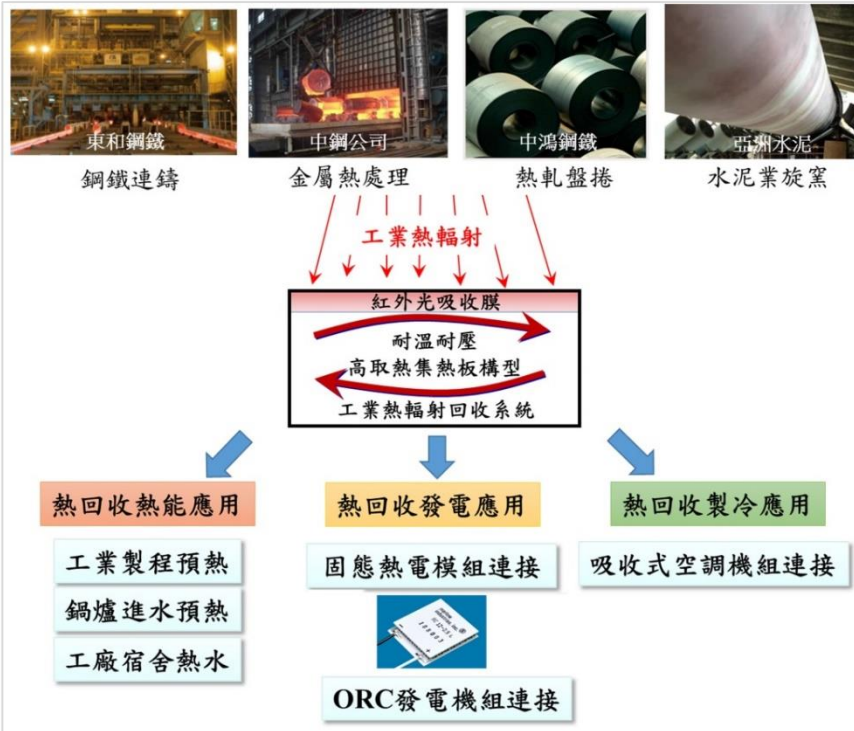 東和鋼鐵
中鋼公司
中鴻鋼鐵
亞洲水泥
鋼鐵連鑄
金屬熱處理
熱軋盤捲
水泥業旋窯
工業熱輻射
紅外光吸收膜
耐溫耐壓
高取熱集熱板構型
工業熱輻射回收系統
熱回收熱能應用
熱回收發電應用
熱回收製冷應用
工業製程預熱
固態熱電模組連接
吸收式空調機組連接
鍋爐進水預熱
工廠宿舍熱水
ORC發電機組連接